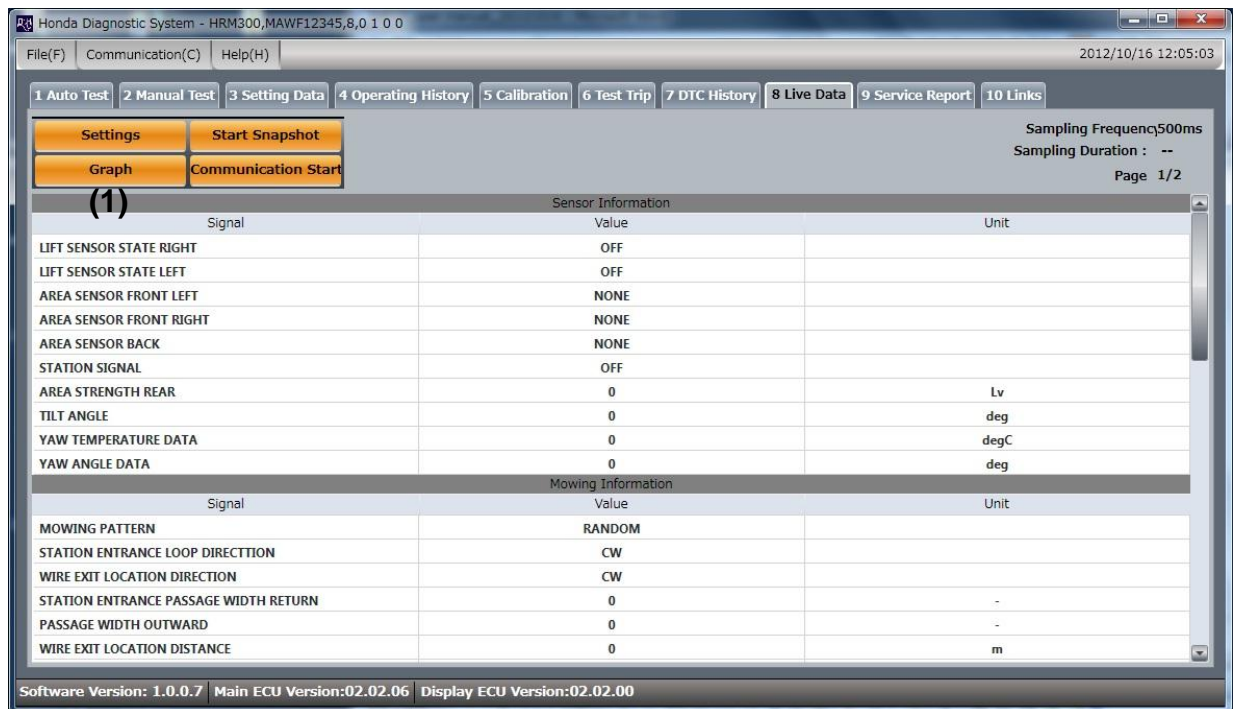 Honda Diagnostic System - HRM300,MAWF12345,8,0 1 0 0
File(F) Communication(C) Help(H) 2012/10/16 12:05:03
1 Auto Test 2 Manual Test 3 Setting Data 4 Operating History 5 Calibration 6 Test Trip 7 DTC History 8 Live Data 9 Service Report 10 Links
Settings Start Snapshot Sampling Frequenc 500ms
Sampling Duration : --
Graph Communication Start Page 1/2
(1)
Sensor Information
Signal Value Unit
LIFT SENSOR STATE RIGHT OFF
LIFT SENSOR STATE LEFT OFF
AREA SENSOR FRONT LEFT NONE
AREA SENSOR FRONT RIGHT NONE
AREA SENSOR BACK NONE
STATION SIGNAL OFF
AREA STRENGTH REAR 0 Lv
TILT ANGLE 0 deg
YAW TEMPERATURE DATA 0 degC
YAW ANGLE DATA 0 deg
Mowing Information
Signal Value Unit
MOWING PATTERN RANDOM
STATION ENTRANCE LOOP DIRECTTION CW
WIRE EXIT LOCATION DIRECTION CW
STATION ENTRANCE PASSAGE WIDTH RETURN 0 -
PASSAGE WIDTH OUTWARD 0 -
WIRE EXIT LOCATION DISTANCE 0 m
Software Version: 1.0.0.7 Main ECU Version:02.02.06 Display ECU Version:02.02.00